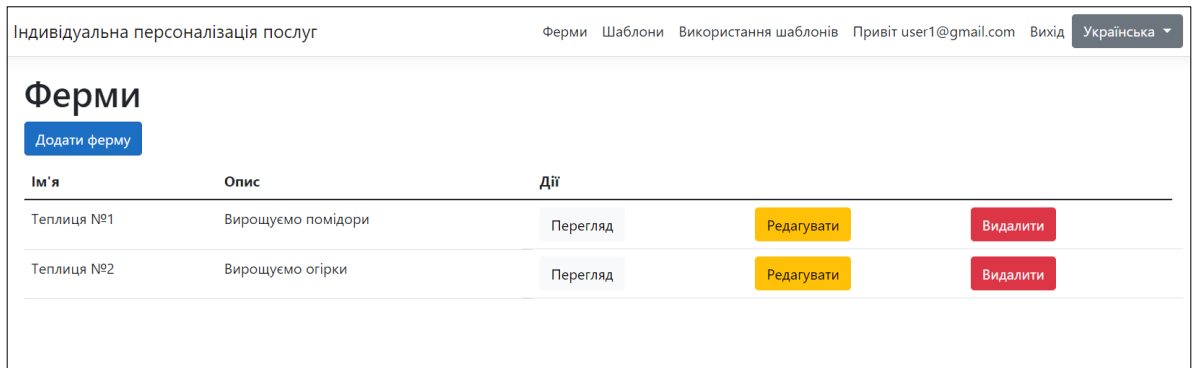 Індивідуальна персоналізація послуг Ферми Шаблони Використання шаблонів Привіт user1@gmail.com Вихід Українська
Ферми
Додати ферму
Ім'я Опис Дії
Теплиця №1 Вирощуємо помідори Перегляд Редагувати Видалити
Теплиця №2 Вирощуємо огірки Перегляд Редагувати Видалити